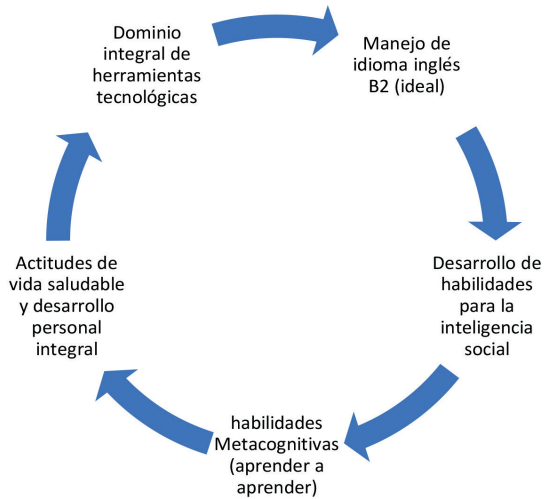 Dominio
integral de
herramientas
tecnológicas
Manejo de
idioma inglés
B2 (ideal)
Desarrollo de
habilidades
para la
inteligencia
social
habilidades
Metacognitivas
(aprender a
aprender)
Actitudes de
vida saludable
y desarrollo
personal
integral